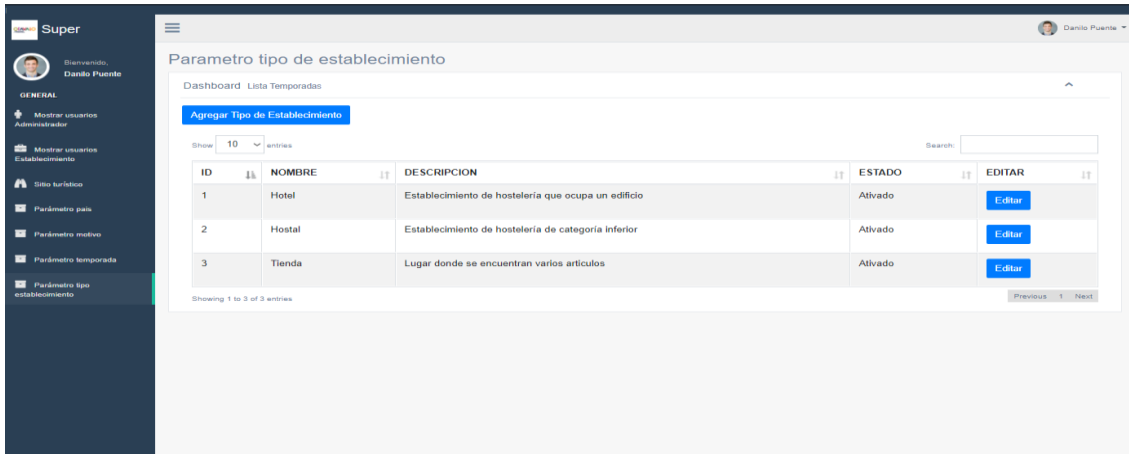 Super
Danilo Puente
Bienvenido,
Danilo Puente
GENERAL
Mostrar usuarios
Administrador
Mostrar usuarios
Establecimiento
Sitio turístico
Parámetro país
Parámetro motivo
Parámetro temporada
Parámetro tipo
establecimiento
Parametro tipo de establecimiento
Dashboard Lista Temporadas
Agregar Tipo de Establecimiento
Show 10 entries Search:
ID NOMBRE DESCRIPCION ESTADO EDITAR
1 Hotel Establecimiento de hostelería que ocupa un edificio Ativado Editar
2 Hostal Establecimiento de hostelería de categoría inferior Ativado Editar
3 Tienda Lugar donde se encuentran varios articulos Ativado Editar
Showing 1 to 3 of 3 entries Previous 1 Next